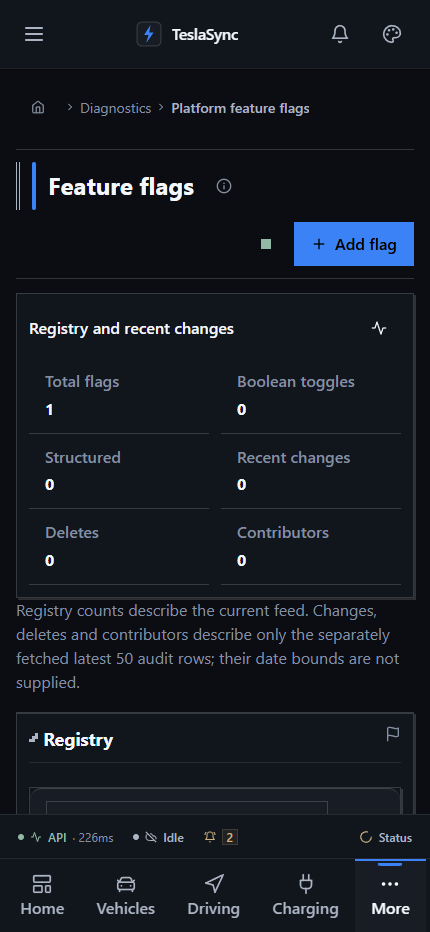 TeslaSync
Diagnostics
Platform feature flags
Feature flags
Add flag
Registry and recent changes
Total flags
Boolean toggles
1
0
Structured
Recent changes
0
0
Deletes
Contributors
0
0
Registry counts describe the current feed. Changes,
deletes and contributors describe only the separately
fetched latest 50 audit rows; their date bounds are not
supplied.
Registry
API · 226ms
Idle
2
Status
Home
Vehicles
Driving
Charging
More